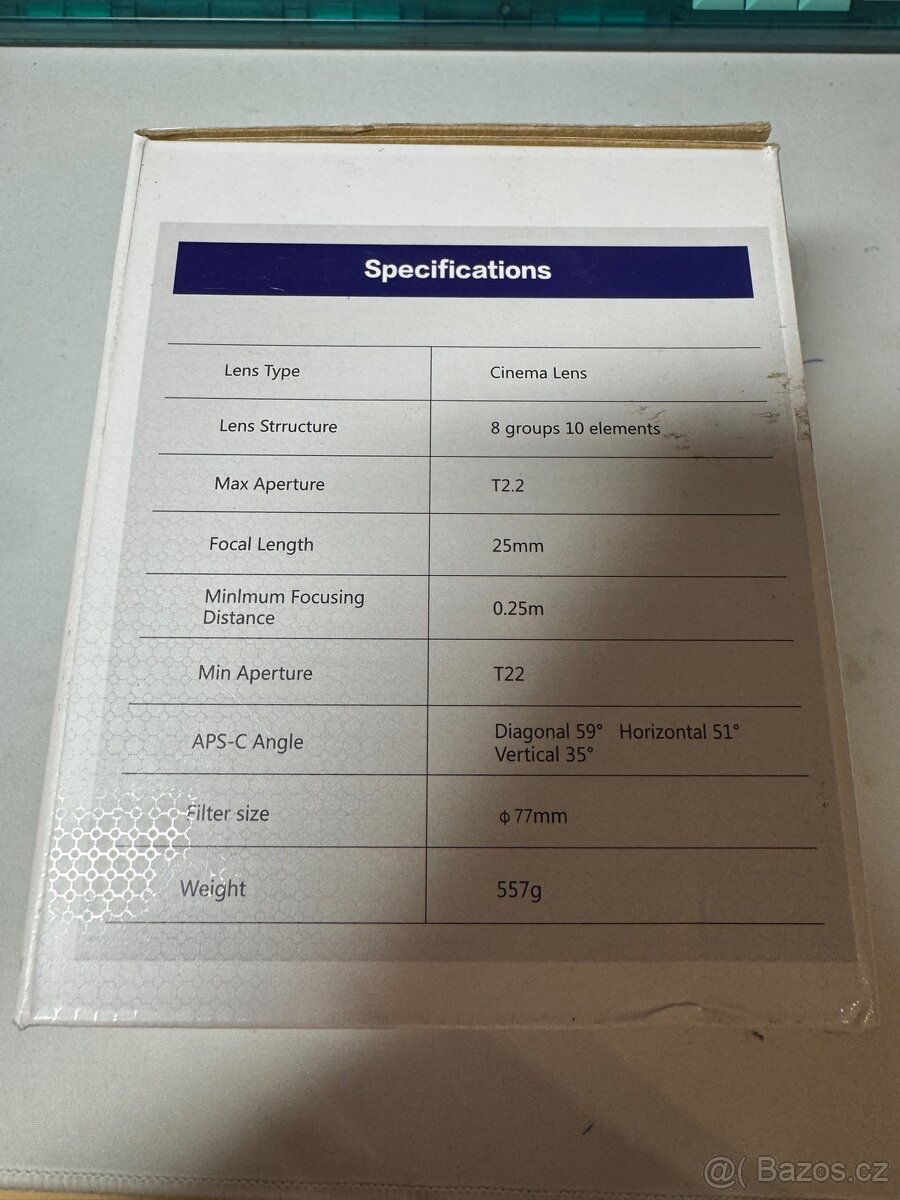 Specifications
Lens Type Cinema Lens
Lens Strructure 8 groups 10 elements
Max Aperture T2.2
Focal Length 25mm
MinImum Focusing
Distance 0.25m
Min Aperture T22
APS-C Angle Diagonal 59° Horizontal 51°
Vertical 35°
Filter size ϕ77mm
Weight 557g
@( Bazos.cz